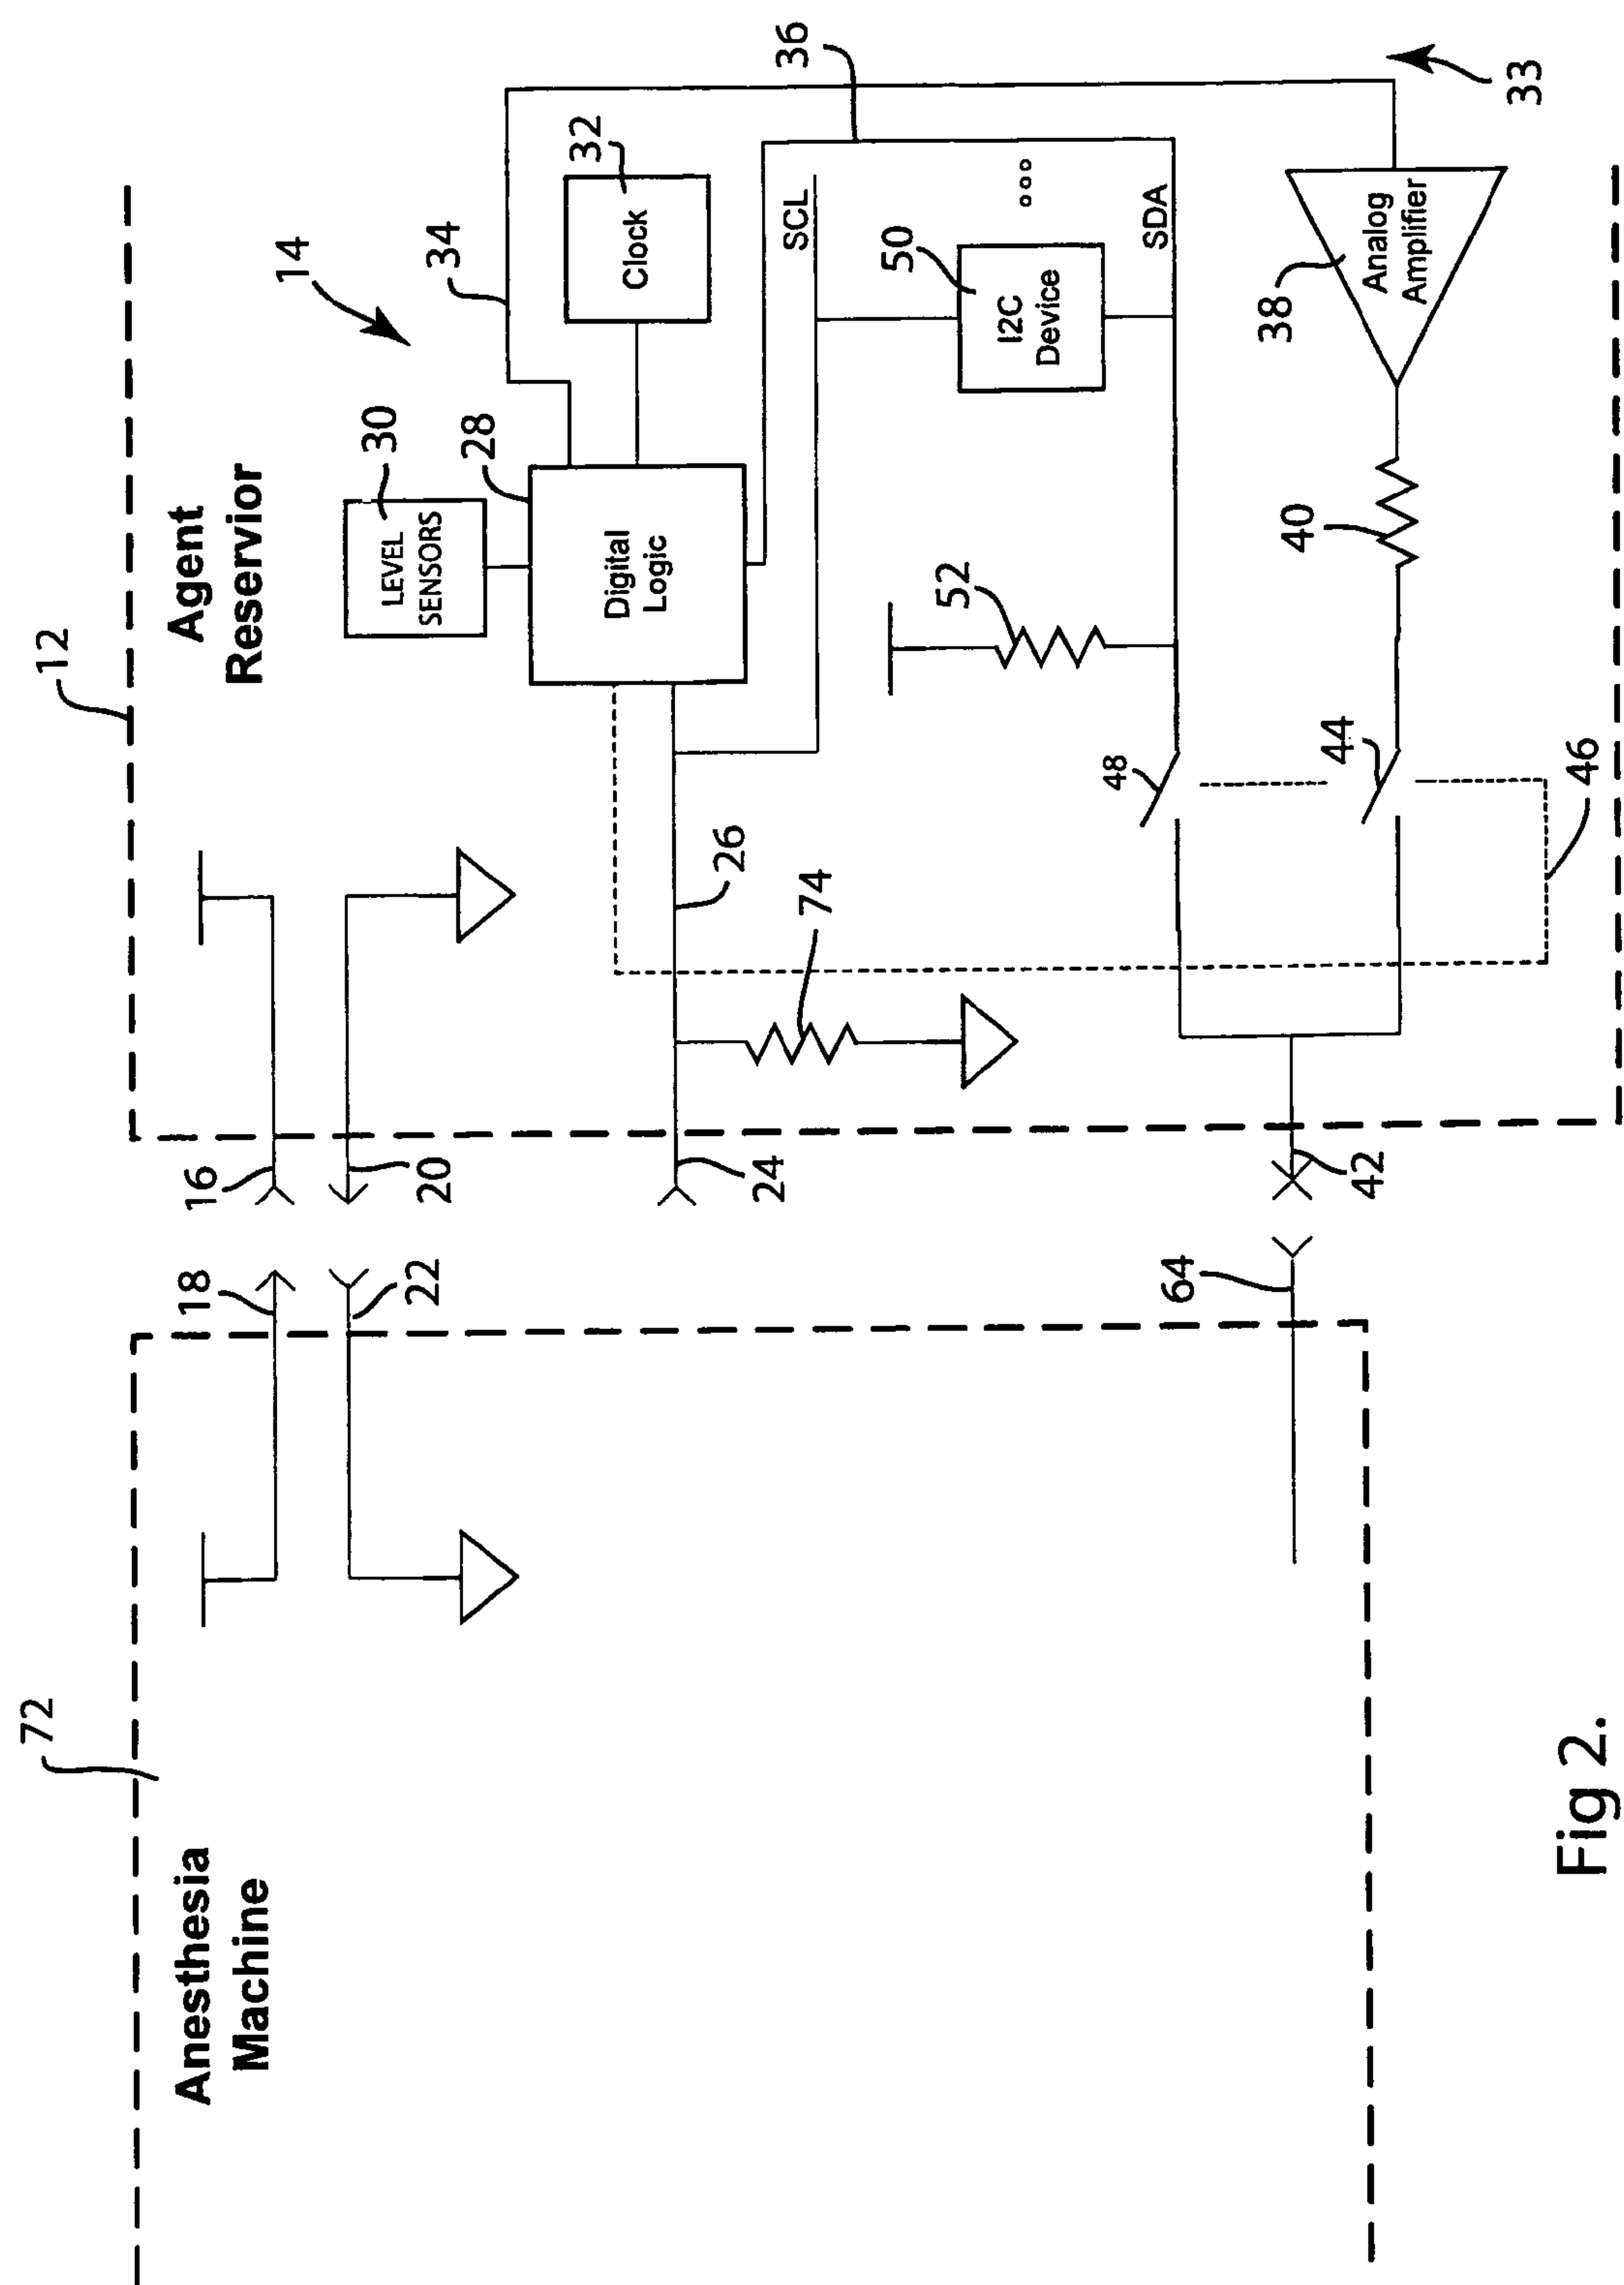 72
Anesthesia
Machine
18
22
64
12
Agent
Reservior
16
20
24
42
14
30
LEVEL
SENSORS
28
Digital
Logic
34
32
Clock
36
33
26
74
SCL
50
I2C
Device
SDA
52
48
44
46
40
38
Analog
Amplifier
Fig 2.